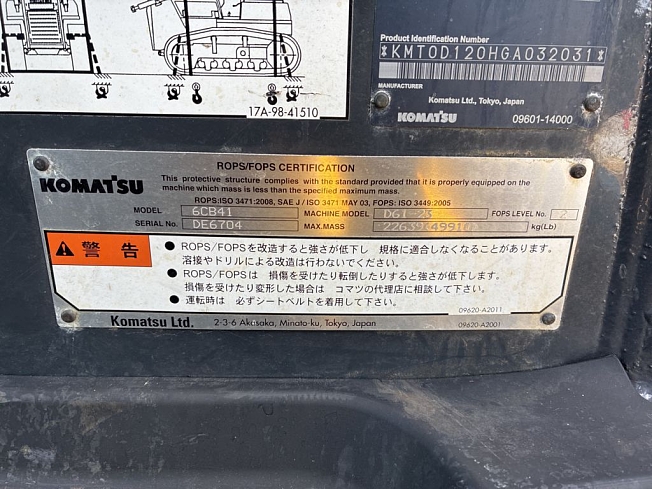 17A-98-41510
Product Identification Number
*KMT0D120HGA032031*
MANUFACTURER
Komatsu Ltd., Tokyo, Japan
KOMATSU
09601-14000
ROPS/FOPS CERTIFICATION
KOMATSU
This protective structure complies with the standard provided that it is properly equipped on the
machine which mass is less than the specified maximum mass.
ROPS:ISO 3471:2008, SAE J/ISO 3471 MAY 03, FOPS: ISO 3449:2005
MODEL 6CB41 MACHINE MODEL FOPS LEVEL No. 2
SERIAL No. DE6704 MAX.MASS kg(Lb)
警告
● ROPS/FOPSを改造すると強さが低下し 規格に適合しなくなることがあります。
溶接やドリルによる改造は行わないでください。
● ROPS/FOPSは 損傷を受けたり転倒したりすると強さが低下します。
損傷を受けたり変形した場合は コマツの代理店に相談して下さい。
● 運転時は 必ずシートベルトを着用して下さい。
09620-A2011
Komatsu Ltd. 2-3-6 Akasaka, Minato-ku, Tokyo, Japan 09620-A2001